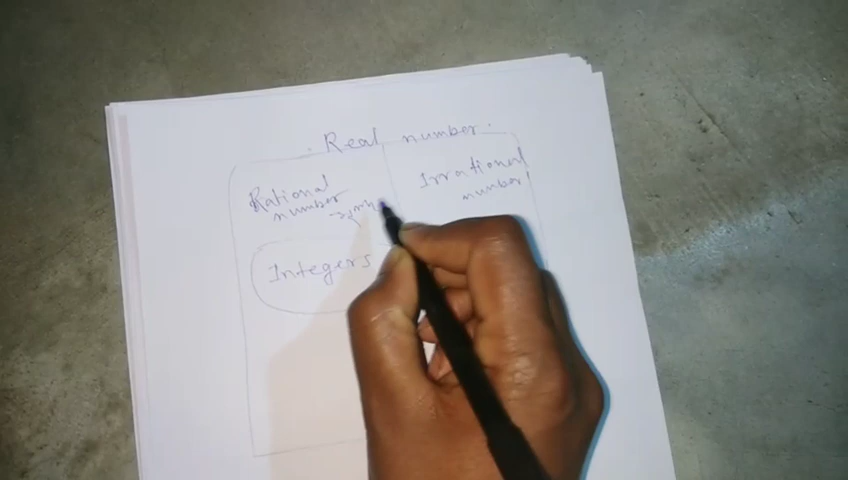 Real number
Rational
number
Irrational
number
Integers